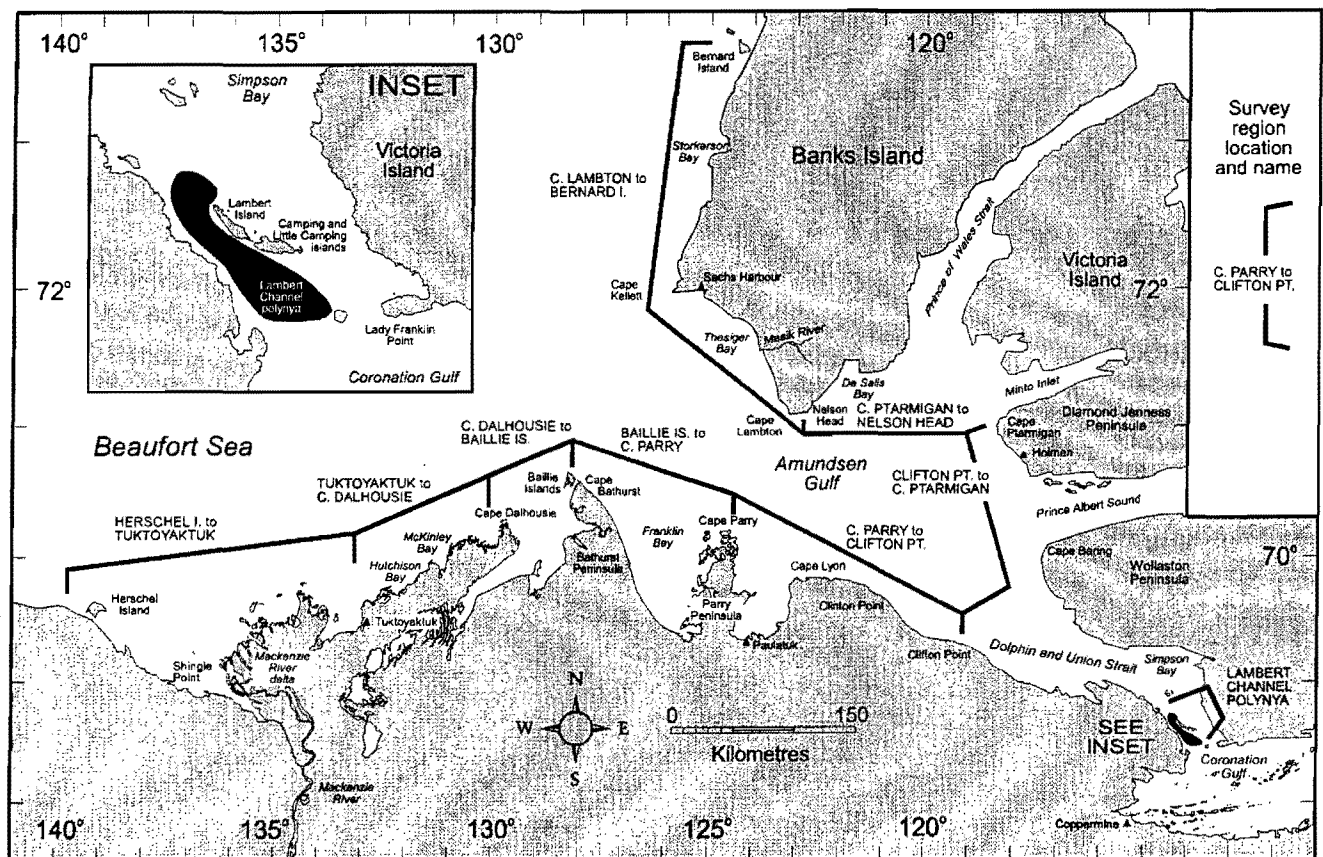 140°
135°
130°
120°
INSET
Simpson
Bay
Victoria
Island
Lambert
Island
Camping and
Little Camping
islands
Lambert
Channel
polynya
Lady Franklin
Point
Coronation Gulf
Bernard
Island
Storkerson
Bay
Banks Island
C. LAMBTON to
BERNARD I.
Prince of Wales Strait
Victoria
Island
72°
72°
Survey
region
location
and name
C. PARRY to
CLIFTON PT.
Cape
Kellett
Sachs Harbour
Thesiger
Bay
Masik River
De Salis
Bay
Minto Inlet
Nelson
Head
Cape
Lambton
C. PTARMIGAN to
NELSON HEAD
Diamond Jenness
Peninsula
Cape
Ptarmigan
Holman
Beaufort Sea
C. DALHOUSIE to
BAILLIE IS.
BAILLIE IS. to
C. PARRY
Amundsen
Gulf
CLIFTON PT. to
C. PTARMIGAN
Prince Albert Sound
TUKTOYAKTUK to
C. DALHOUSIE
Baillie
Islands
Cape
Bathurst
HERSCHEL I. to
TUKTOYAKTUK
Cape Dalhousie
Cape Parry
C. PARRY to
CLIFTON PT.
McKinley
Bay
Franklin
Bay
70°
Cape Baring
Wollaston
Peninsula
Hutchison
Bay
Bathurst
Peninsula
Cape Lyon
Herschel
Island
Tuktoyaktuk
Parry
Peninsula
Clinton Point
Paulatuk
Clifton Point
Dolphin and Union Strait
Simpson
Bay
Shingle
Point
Mackenzie
River
delta
LAMBERT
CHANNEL
POLYNYA
N
W
E
S
0
150
Kilometres
SEE
INSET
Coronation
Gulf
Mackenzie
River
Coppermine
140°
135°
130°
125°
120°